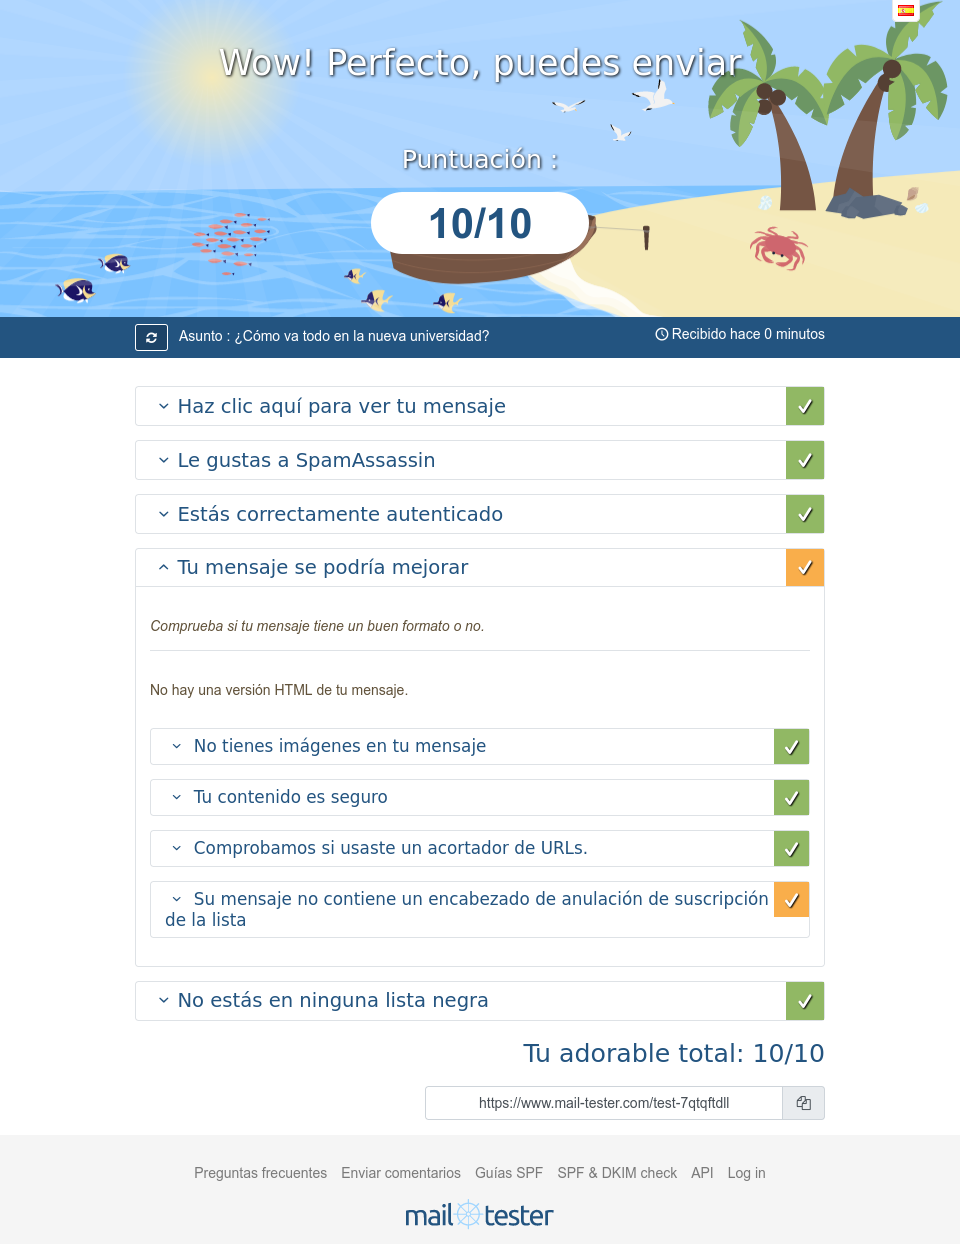 Wow! Perfecto, puedes enviar
Puntuación :
10/10
Asunto : ¿Cómo va todo en la nueva universidad?
Recibido hace 0 minutos
Haz clic aquí para ver tu mensaje
Le gustas a SpamAssassin
Estás correctamente autenticado
Tu mensaje se podría mejorar
Comprueba si tu mensaje tiene un buen formato o no.
No hay una versión HTML de tu mensaje.
No tienes imágenes en tu mensaje
Tu contenido es seguro
Comprobamos si usaste un acortador de URLs.
Su mensaje no contiene un encabezado de anulación de suscripción
de la lista
No estás en ninguna lista negra
Tu adorable total: 10/10
https://www.mail-tester.com/test-7qtqftdll
Preguntas frecuentes Enviar comentarios Guías SPF SPF & DKIM check API Log in
mail tester